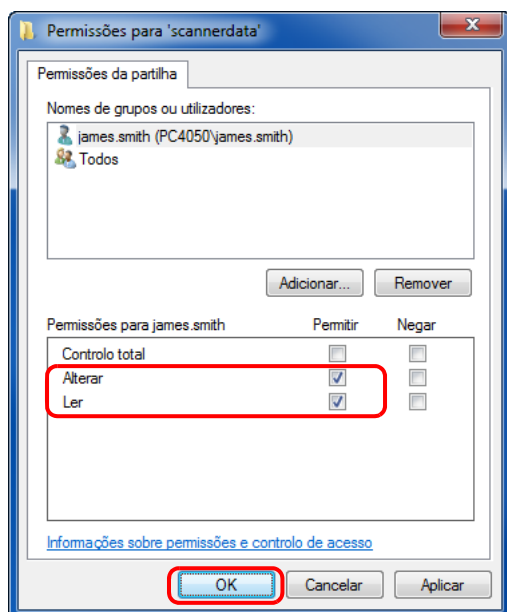 Permissões para 'scannerdata'
Permissões da partilha
Nomes de grupos ou utilizadores:
james.smith (PC4050\james.smith)
Todos
Adicionar... Remover
Permissões para james.smith Permitir Negar
Controlo total
Alterar
Ler
Informações sobre permissões e controlo de acesso
OK Cancelar Aplicar